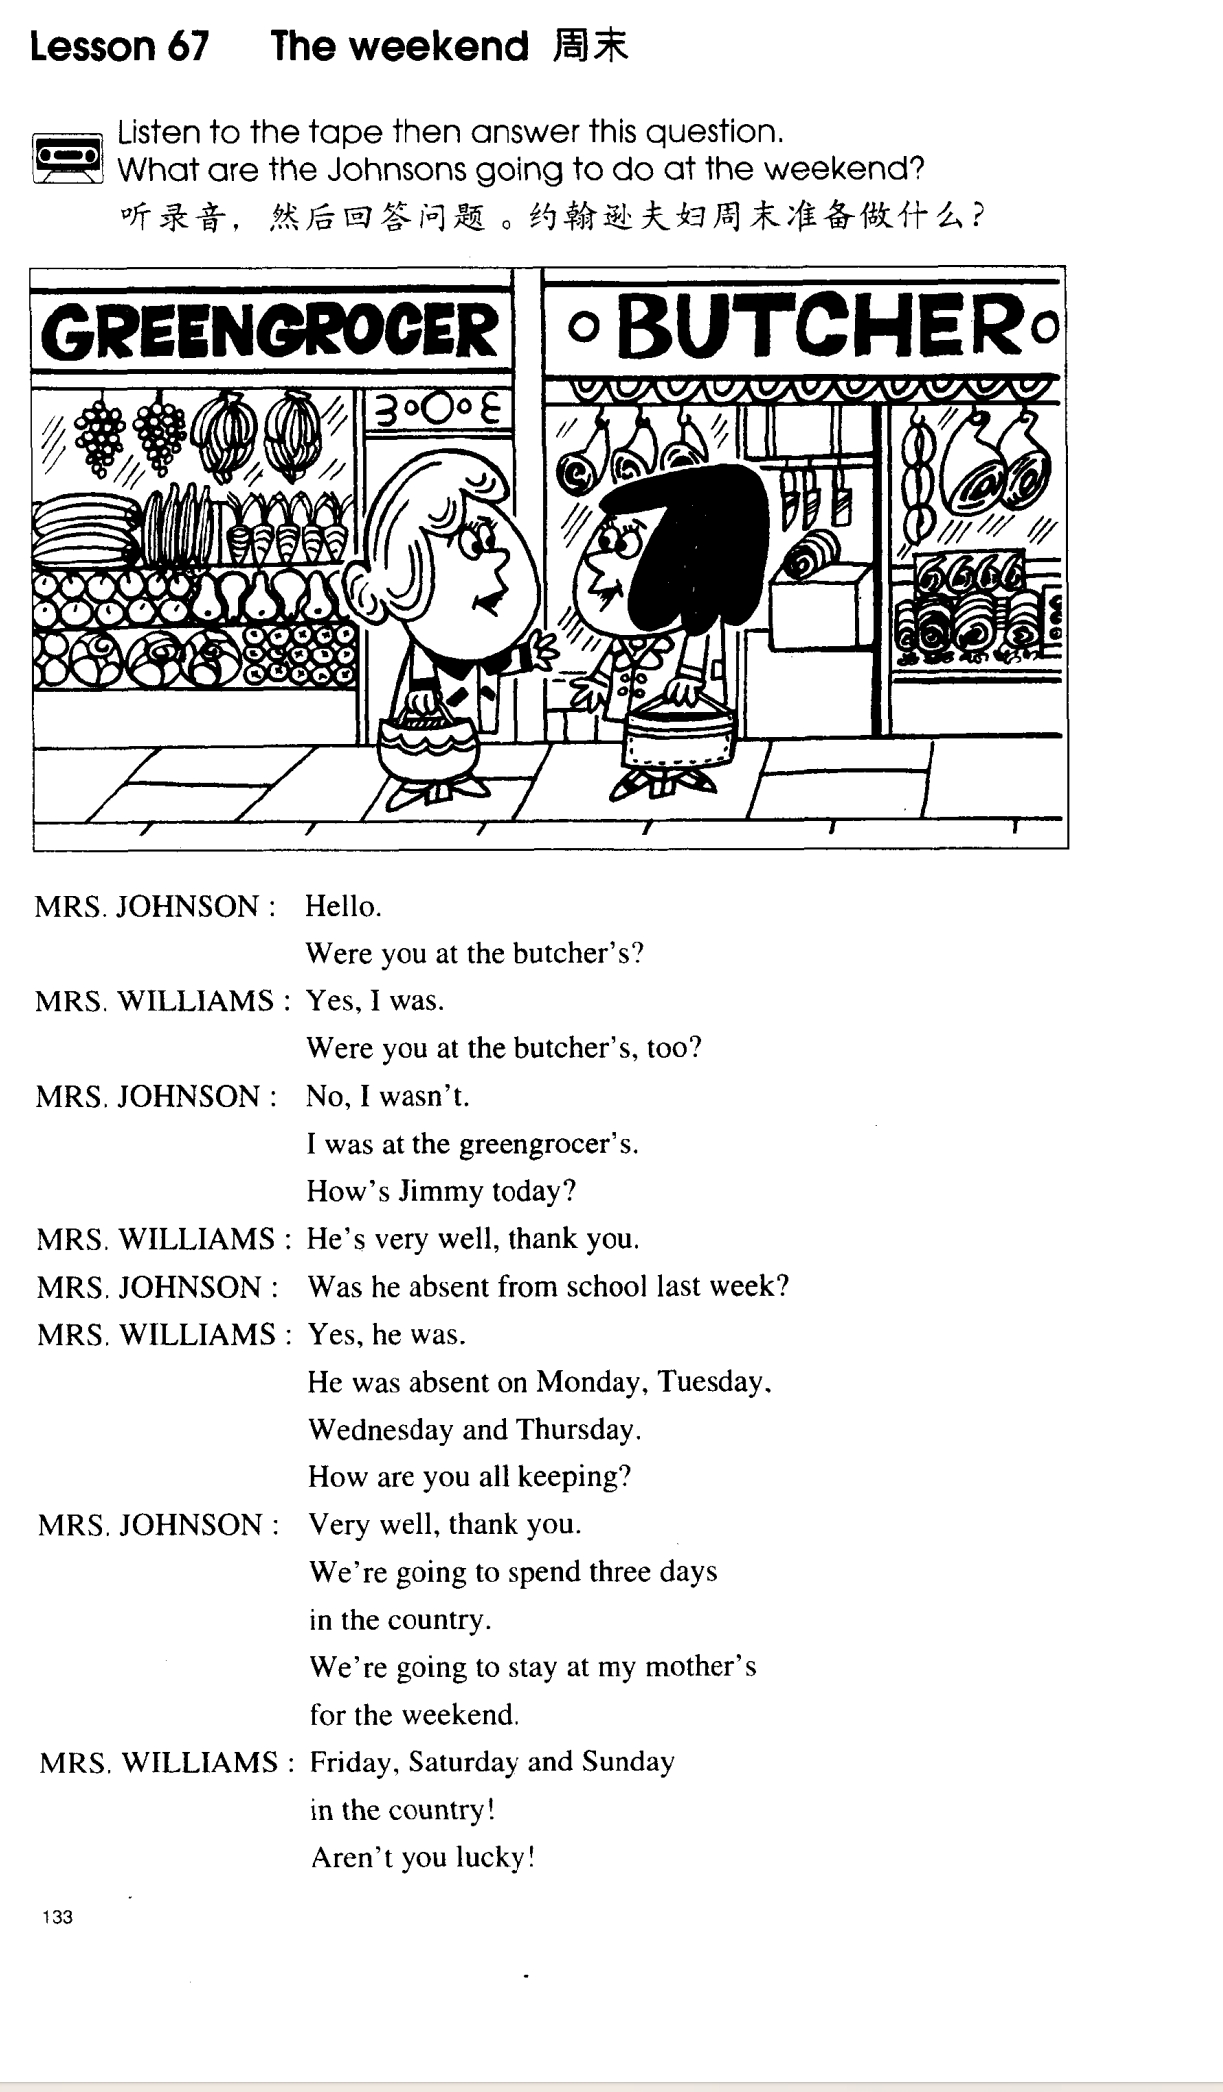 Lesson 67 The weekend 周末
Listen to the tape then answer this question.
What are the Johnsons going to do at the weekend?
听录音，然后回答问题。约翰逊夫妇周末准备做什么？
GREENGROCER
BUTCHER
MRS. JOHNSON : Hello.
Were you at the butcher's?
MRS. WILLIAMS : Yes, I was.
Were you at the butcher's, too?
MRS. JOHNSON : No, I wasn't.
I was at the greengrocer's.
How's Jimmy today?
MRS. WILLIAMS : He's very well, thank you.
MRS. JOHNSON : Was he absent from school last week?
MRS. WILLIAMS : Yes, he was.
He was absent on Monday, Tuesday,
Wednesday and Thursday.
How are you all keeping?
MRS. JOHNSON : Very well, thank you.
We're going to spend three days
in the country.
We're going to stay at my mother's
for the weekend.
MRS. WILLIAMS : Friday, Saturday and Sunday
in the country!
Aren't you lucky!
133